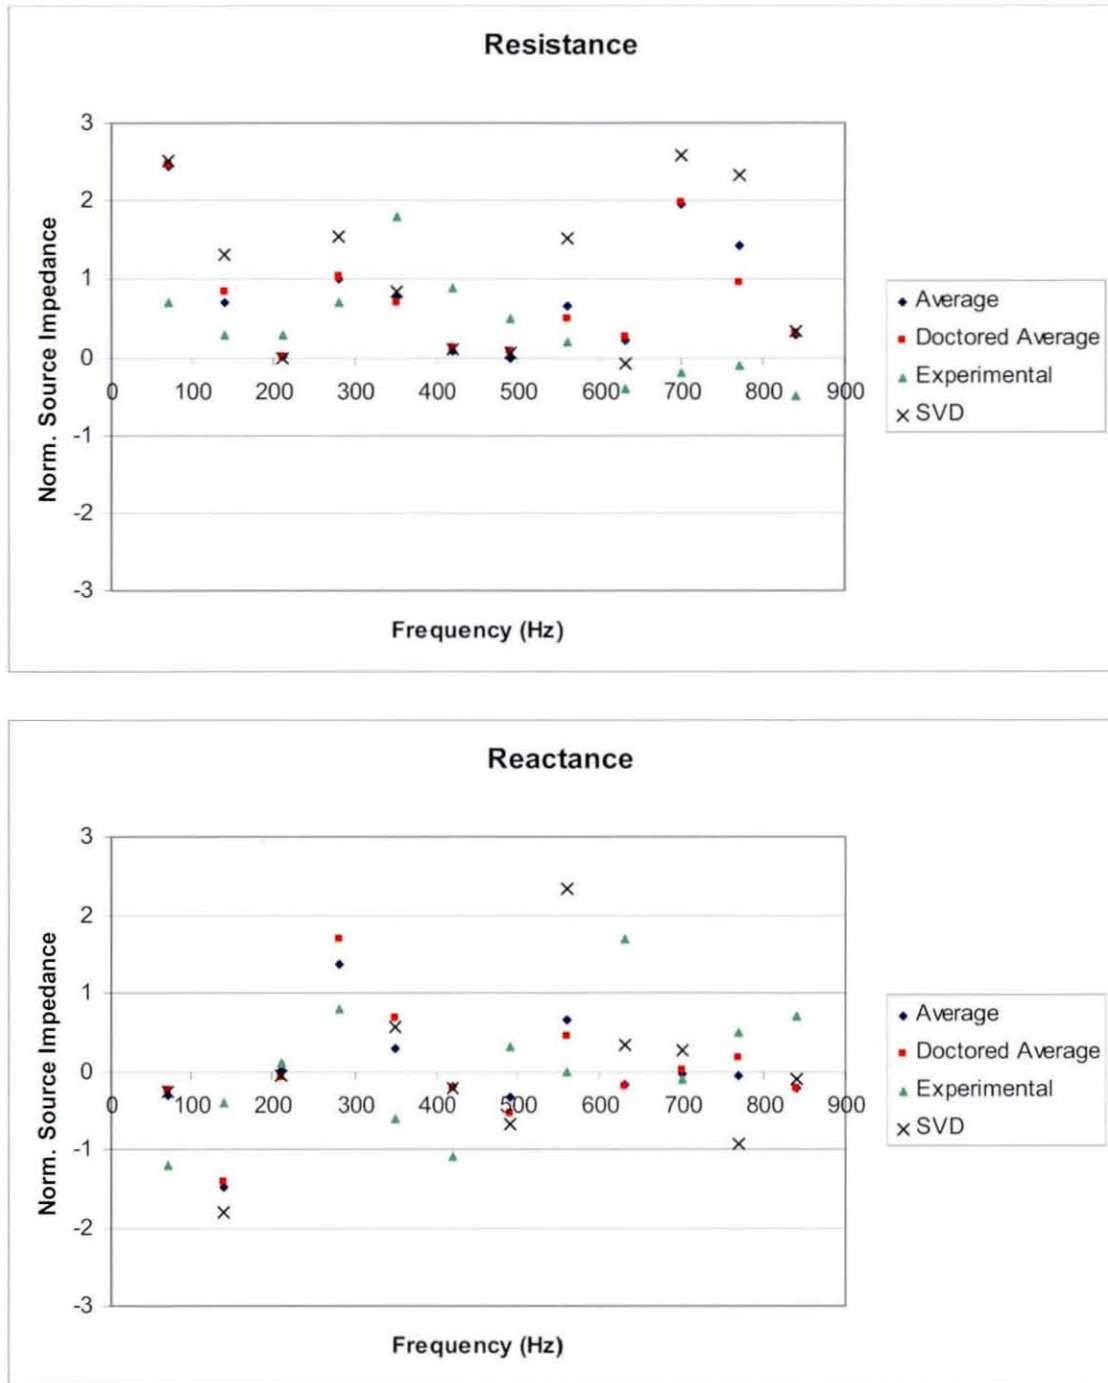 Resistance
3
2
1
0
-1
-2
-3
0 100 200 300 400 500 600 700 800 900
Norm. Source Impedance
Frequency (Hz)
Average
Doctored Average
Experimental
SVD
Reactance
3
2
1
0
-1
-2
-3
0 100 200 300 400 500 600 700 800 900
Norm. Source Impedance
Frequency (Hz)
Average
Doctored Average
Experimental
SVD